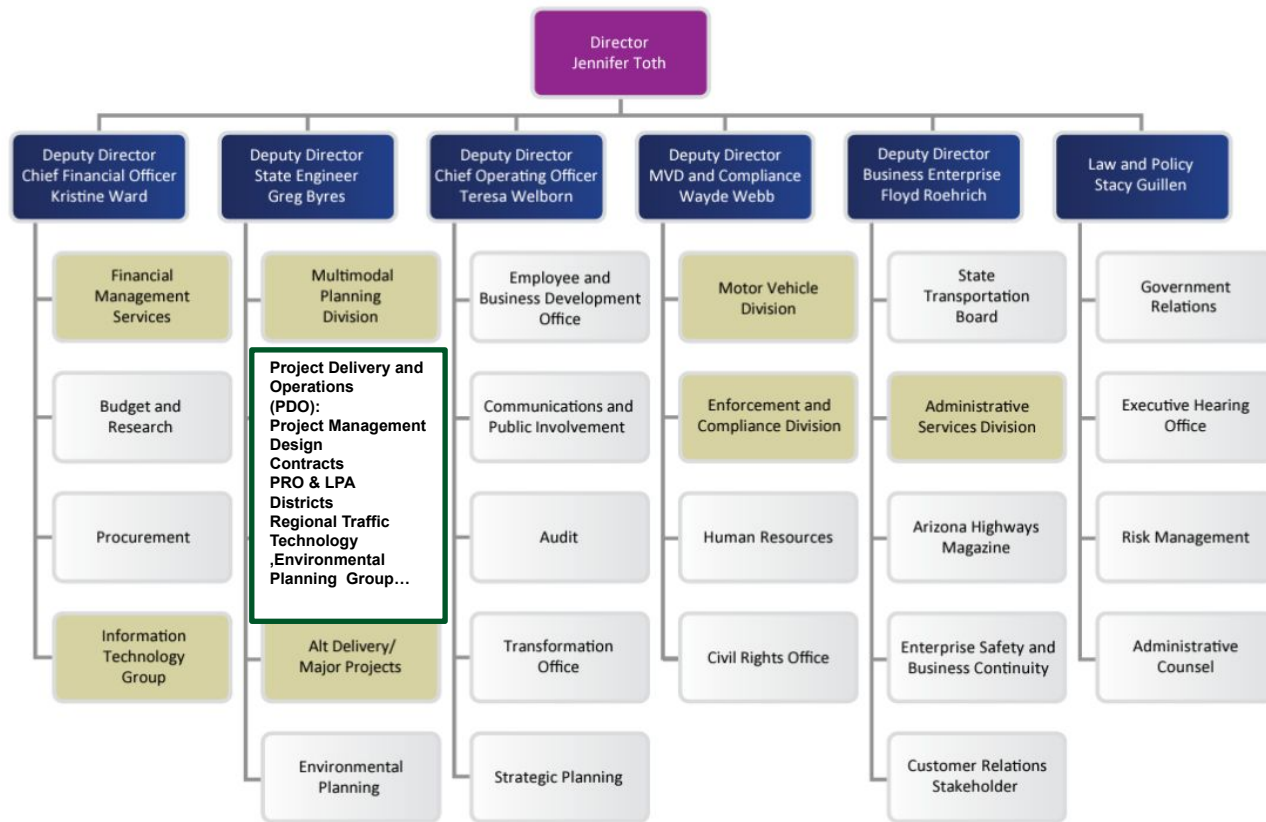 Director
Jennifer Toth
Deputy Director
Chief Financial Officer
Kristine Ward
Deputy Director
State Engineer
Greg Byres
Deputy Director
Chief Operating Officer
Teresa Welborn
Deputy Director
MVD and Compliance
Wayde Webb
Deputy Director
Business Enterprise
Floyd Roehrich
Law and Policy
Stacy Guillen
Financial
Management
Services
Budget and
Research
Procurement
Information
Technology
Group
Multimodal
Planning
Division
Project Delivery and
Operations
(PDO):
Project Management
Design
Contracts
PRO & LPA
Districts
Regional Traffic
Technology
,Environmental
Planning Group…
Alt Delivery/
Major Projects
Environmental
Planning
Employee and
Business Development
Office
Communications and
Public Involvement
Audit
Transformation
Office
Strategic Planning
Motor Vehicle
Division
Enforcement and
Compliance Division
Human Resources
Civil Rights Office
State
Transportation
Board
Administrative
Services Division
Arizona Highways
Magazine
Enterprise Safety and
Business Continuity
Customer Relations
Stakeholder
Government
Relations
Executive Hearing
Office
Risk Management
Administrative
Counsel